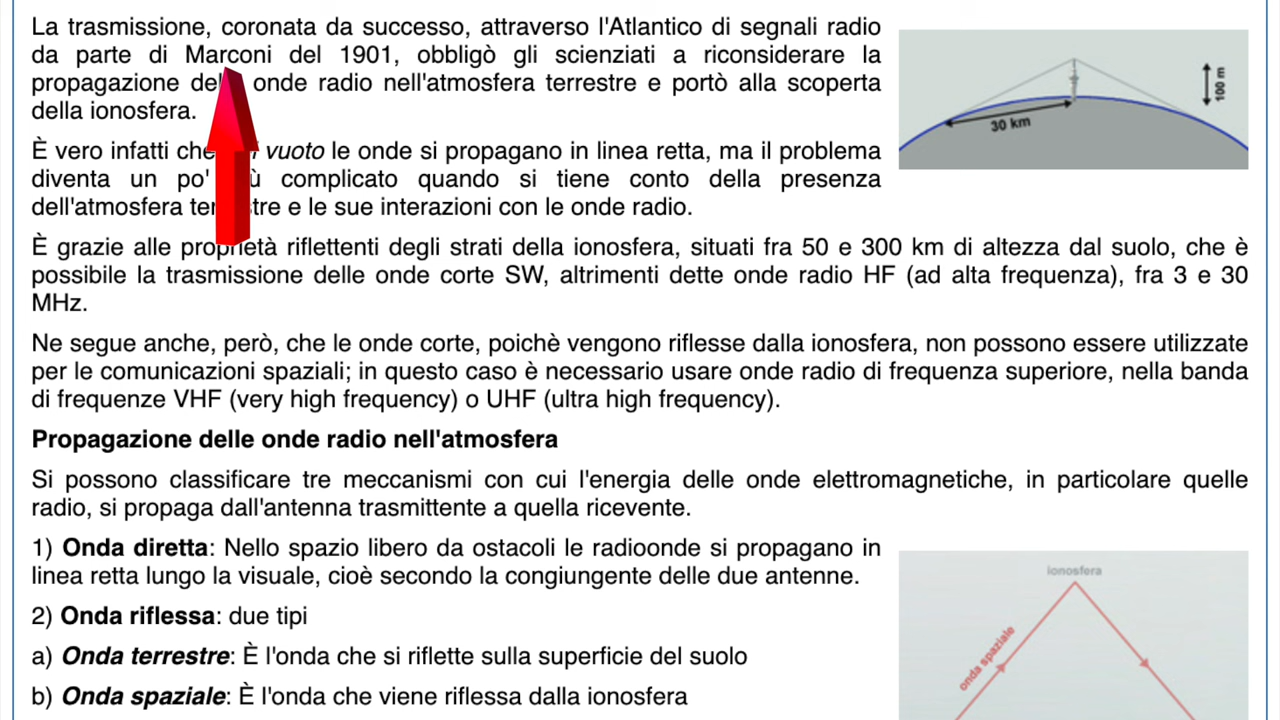 La trasmissione, coronata da successo, attraverso l'Atlantico di segnali radio
da parte di Marconi del 1901, obbligò gli scienziati a riconsiderare la
propagazione onde radio nell'atmosfera terrestre e portò alla scoperta
della ionosfera.
È vero infatti che vuoto le onde si propagano in linea retta, ma il problema
diventa un po' complicato quando si tiene conto della presenza
dell'atmosfera e le sue interazioni con le onde radio.
È grazie alle proprietà riflettenti degli strati della ionosfera, situati fra 50 e 300 km di altezza dal suolo, che è
possibile la trasmissione delle onde corte SW, altrimenti dette onde radio HF (ad alta frequenza), fra 3 e 30
MHz.
Ne segue anche, però, che le onde corte, poichè vengono riflesse dalla ionosfera, non possono essere utilizzate
per le comunicazioni spaziali; in questo caso è necessario usare onde radio di frequenza superiore, nella banda
di frequenze VHF (very high frequency) o UHF (ultra high frequency).
Propagazione delle onde radio nell'atmosfera
Si possono classificare tre meccanismi con cui l'energia delle onde elettromagnetiche, in particolare quelle
radio, si propaga dall'antenna trasmittente a quella ricevente.
1) Onda diretta: Nello spazio libero da ostacoli le radioonde si propagano in
linea retta lungo la visuale, cioè secondo la congiungente delle due antenne.
2) Onda riflessa: due tipi
a) Onda terrestre: È l'onda che si riflette sulla superficie del suolo
b) Onda spaziale: È l'onda che viene riflessa dalla ionosfera
30 km
100 m
ionosfera
onda spaziale